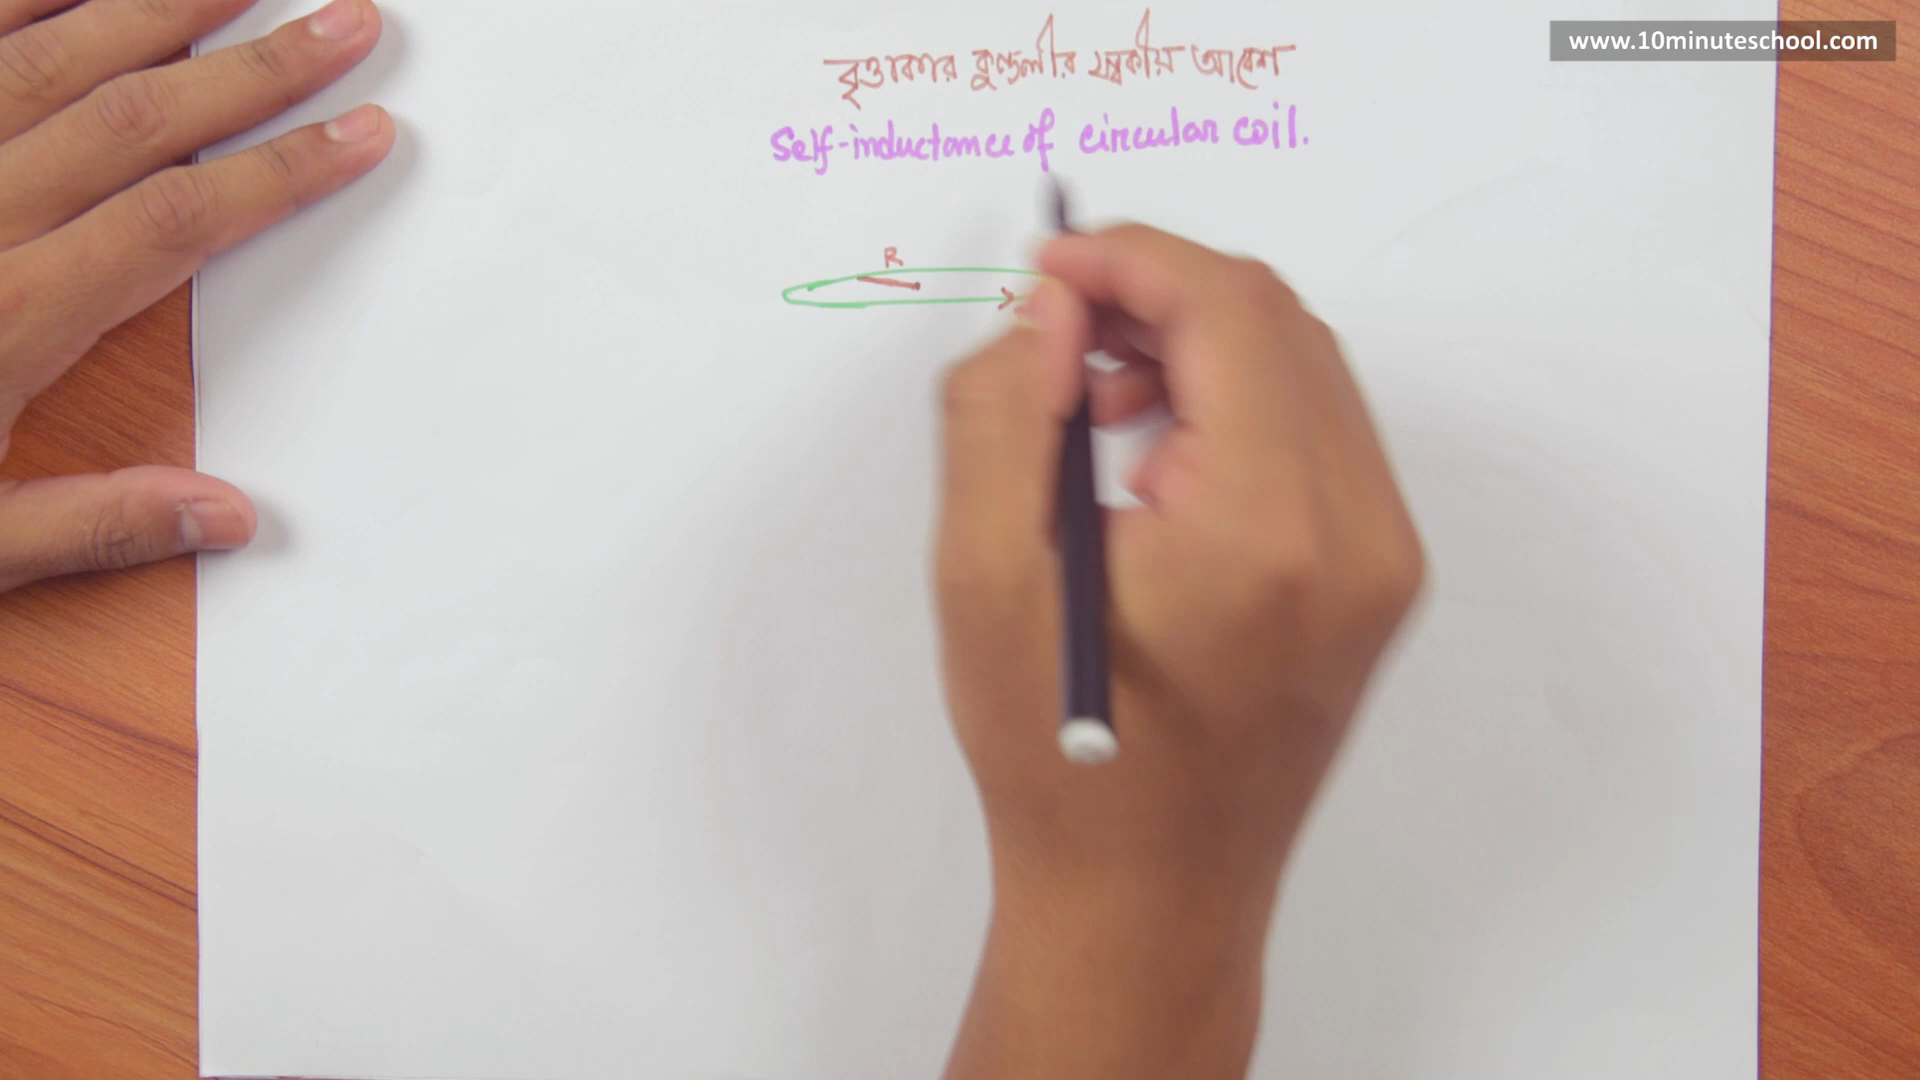 www.10minuteschool.com
বৃত্তাকার কুণ্ডলীর স্বকীয় আবেশ
Self-inductance of circular coil.
R